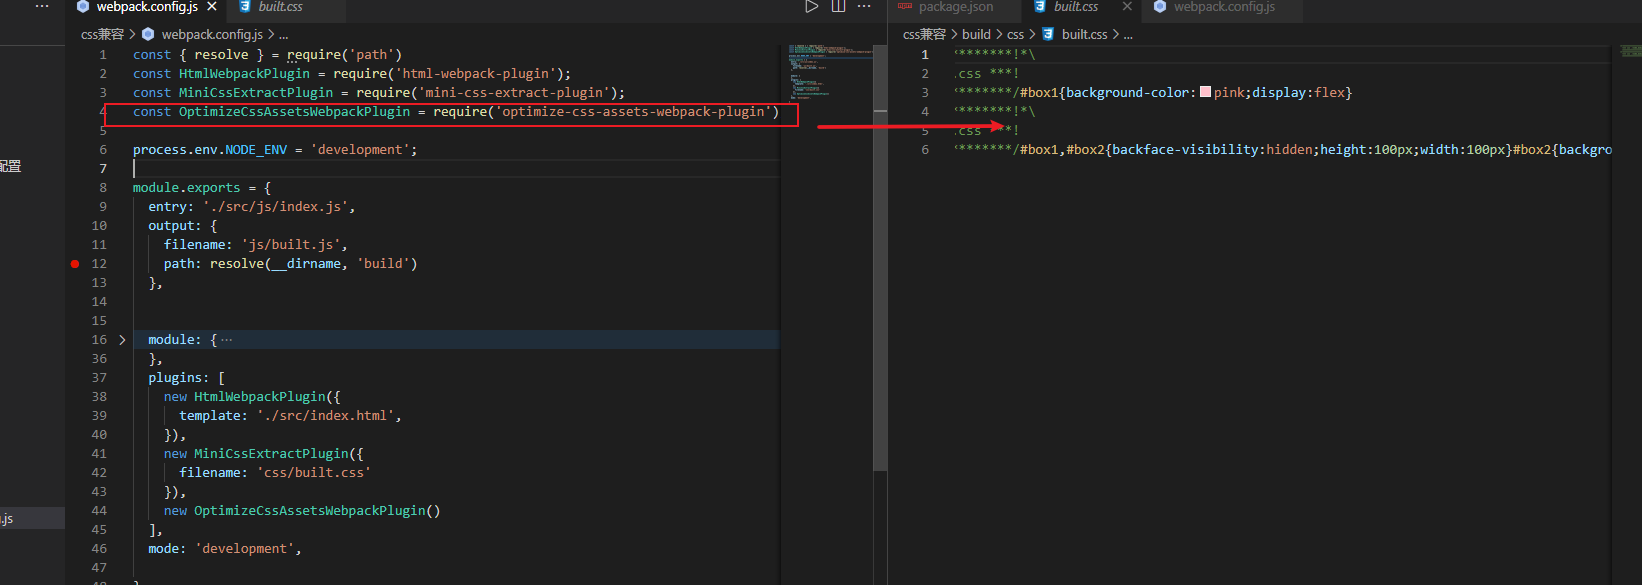 webpack.config.js
built.css
css兼容 > webpack.config.js > ...
1 const { resolve } = require('path')
2 const HtmlWebpackPlugin = require('html-webpack-plugin');
3 const MiniCssExtractPlugin = require('mini-css-extract-plugin');
4 const OptimizeCssAssetsWebpackPlugin = require('optimize-css-assets-webpack-plugin')
5
6 process.env.NODE_ENV = 'development';
7
8 module.exports = {
9 entry: './src/js/index.js',
10 output: {
11 filename: 'js/built.js',
12 path: resolve(__dirname, 'build')
13 },
14
15
16 module: {...
36 },
37 plugins: [
38 new HtmlWebpackPlugin({
39 template: './src/index.html',
40 }),
41 new MiniCssExtractPlugin({
42 filename: 'css/built.css'
43 }),
44 new OptimizeCssAssetsWebpackPlugin()
45 ],
46 mode: 'development',
47
配置
.js
package.json
built.css
webpack.config.js
css兼容 > build > css > built.css > ...
1 *******!*\
2 .css ***!
3 *******/#box1{background-color:pink;display:flex}
4 *******!*\
5 .css **!
6 *******/#box1,#box2{backface-visibility:hidden;height:100px;width:100px}#box2{backgro